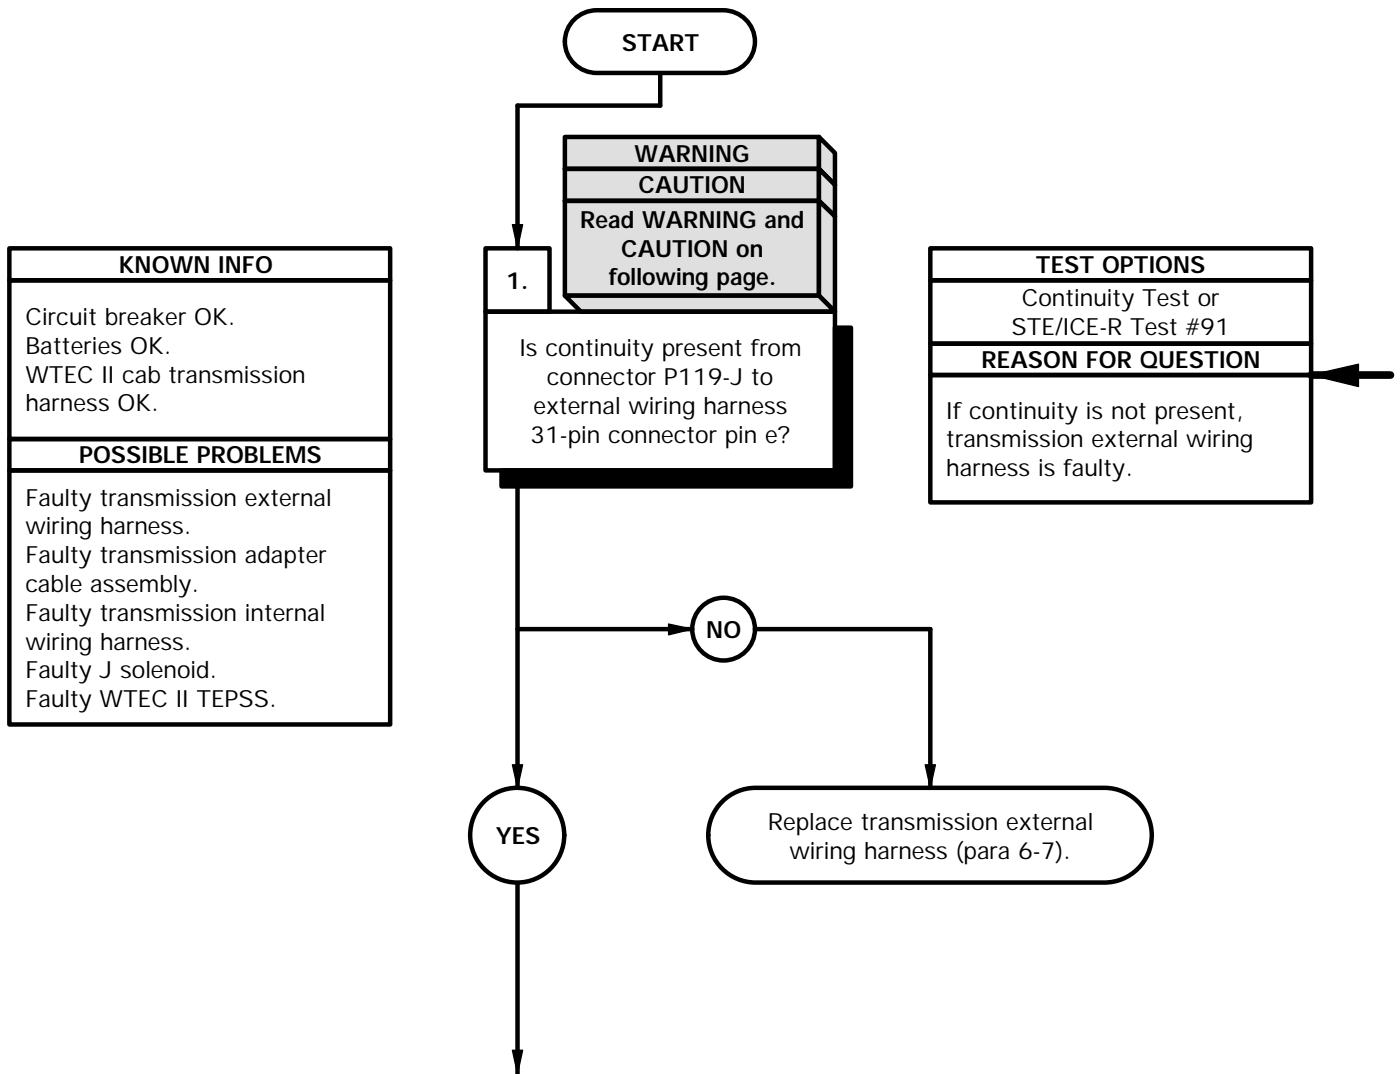 START
WARNING
CAUTION
Read WARNING and
CAUTION on
following page.
KNOWN INFO
Circuit breaker OK.
Batteries OK.
WTEC II cab transmission
harness OK.
POSSIBLE PROBLEMS
Faulty transmission external
wiring harness.
Faulty transmission adapter
cable assembly.
Faulty transmission internal
wiring harness.
Faulty J solenoid.
Faulty WTEC II TEPSS.
1.
Is continuity present from
connector P119-J to
external wiring harness
31-pin connector pin e?
TEST OPTIONS
Continuity Test or
STE/ICE-R Test #91
REASON FOR QUESTION
If continuity is not present,
transmission external wiring
harness is faulty.
NO
YES
Replace transmission external
wiring harness (para 6-7).